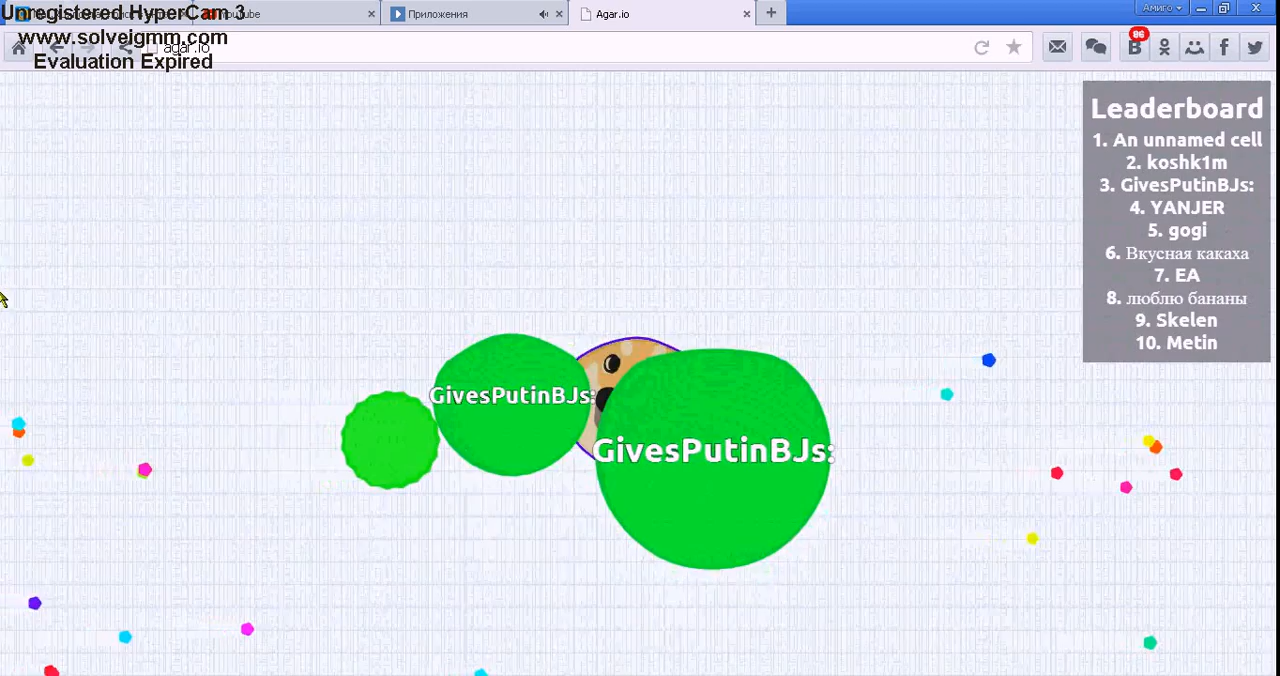 Unregistered HyperCam 3
www.solveigmm.com
Evaluation Expired
Приложения
Agar.io
Амиго
agar.io
96
B
f
Leaderboard
1. An unnamed cell
2. koshk1m
3. GivesPutinBJs:
4. YANJER
5. gogi
6. Вкусная какаха
7. EA
8. люблю бананы
9. Skelen
10. Metin
GivesPutinBJs:
GivesPutinBJs: